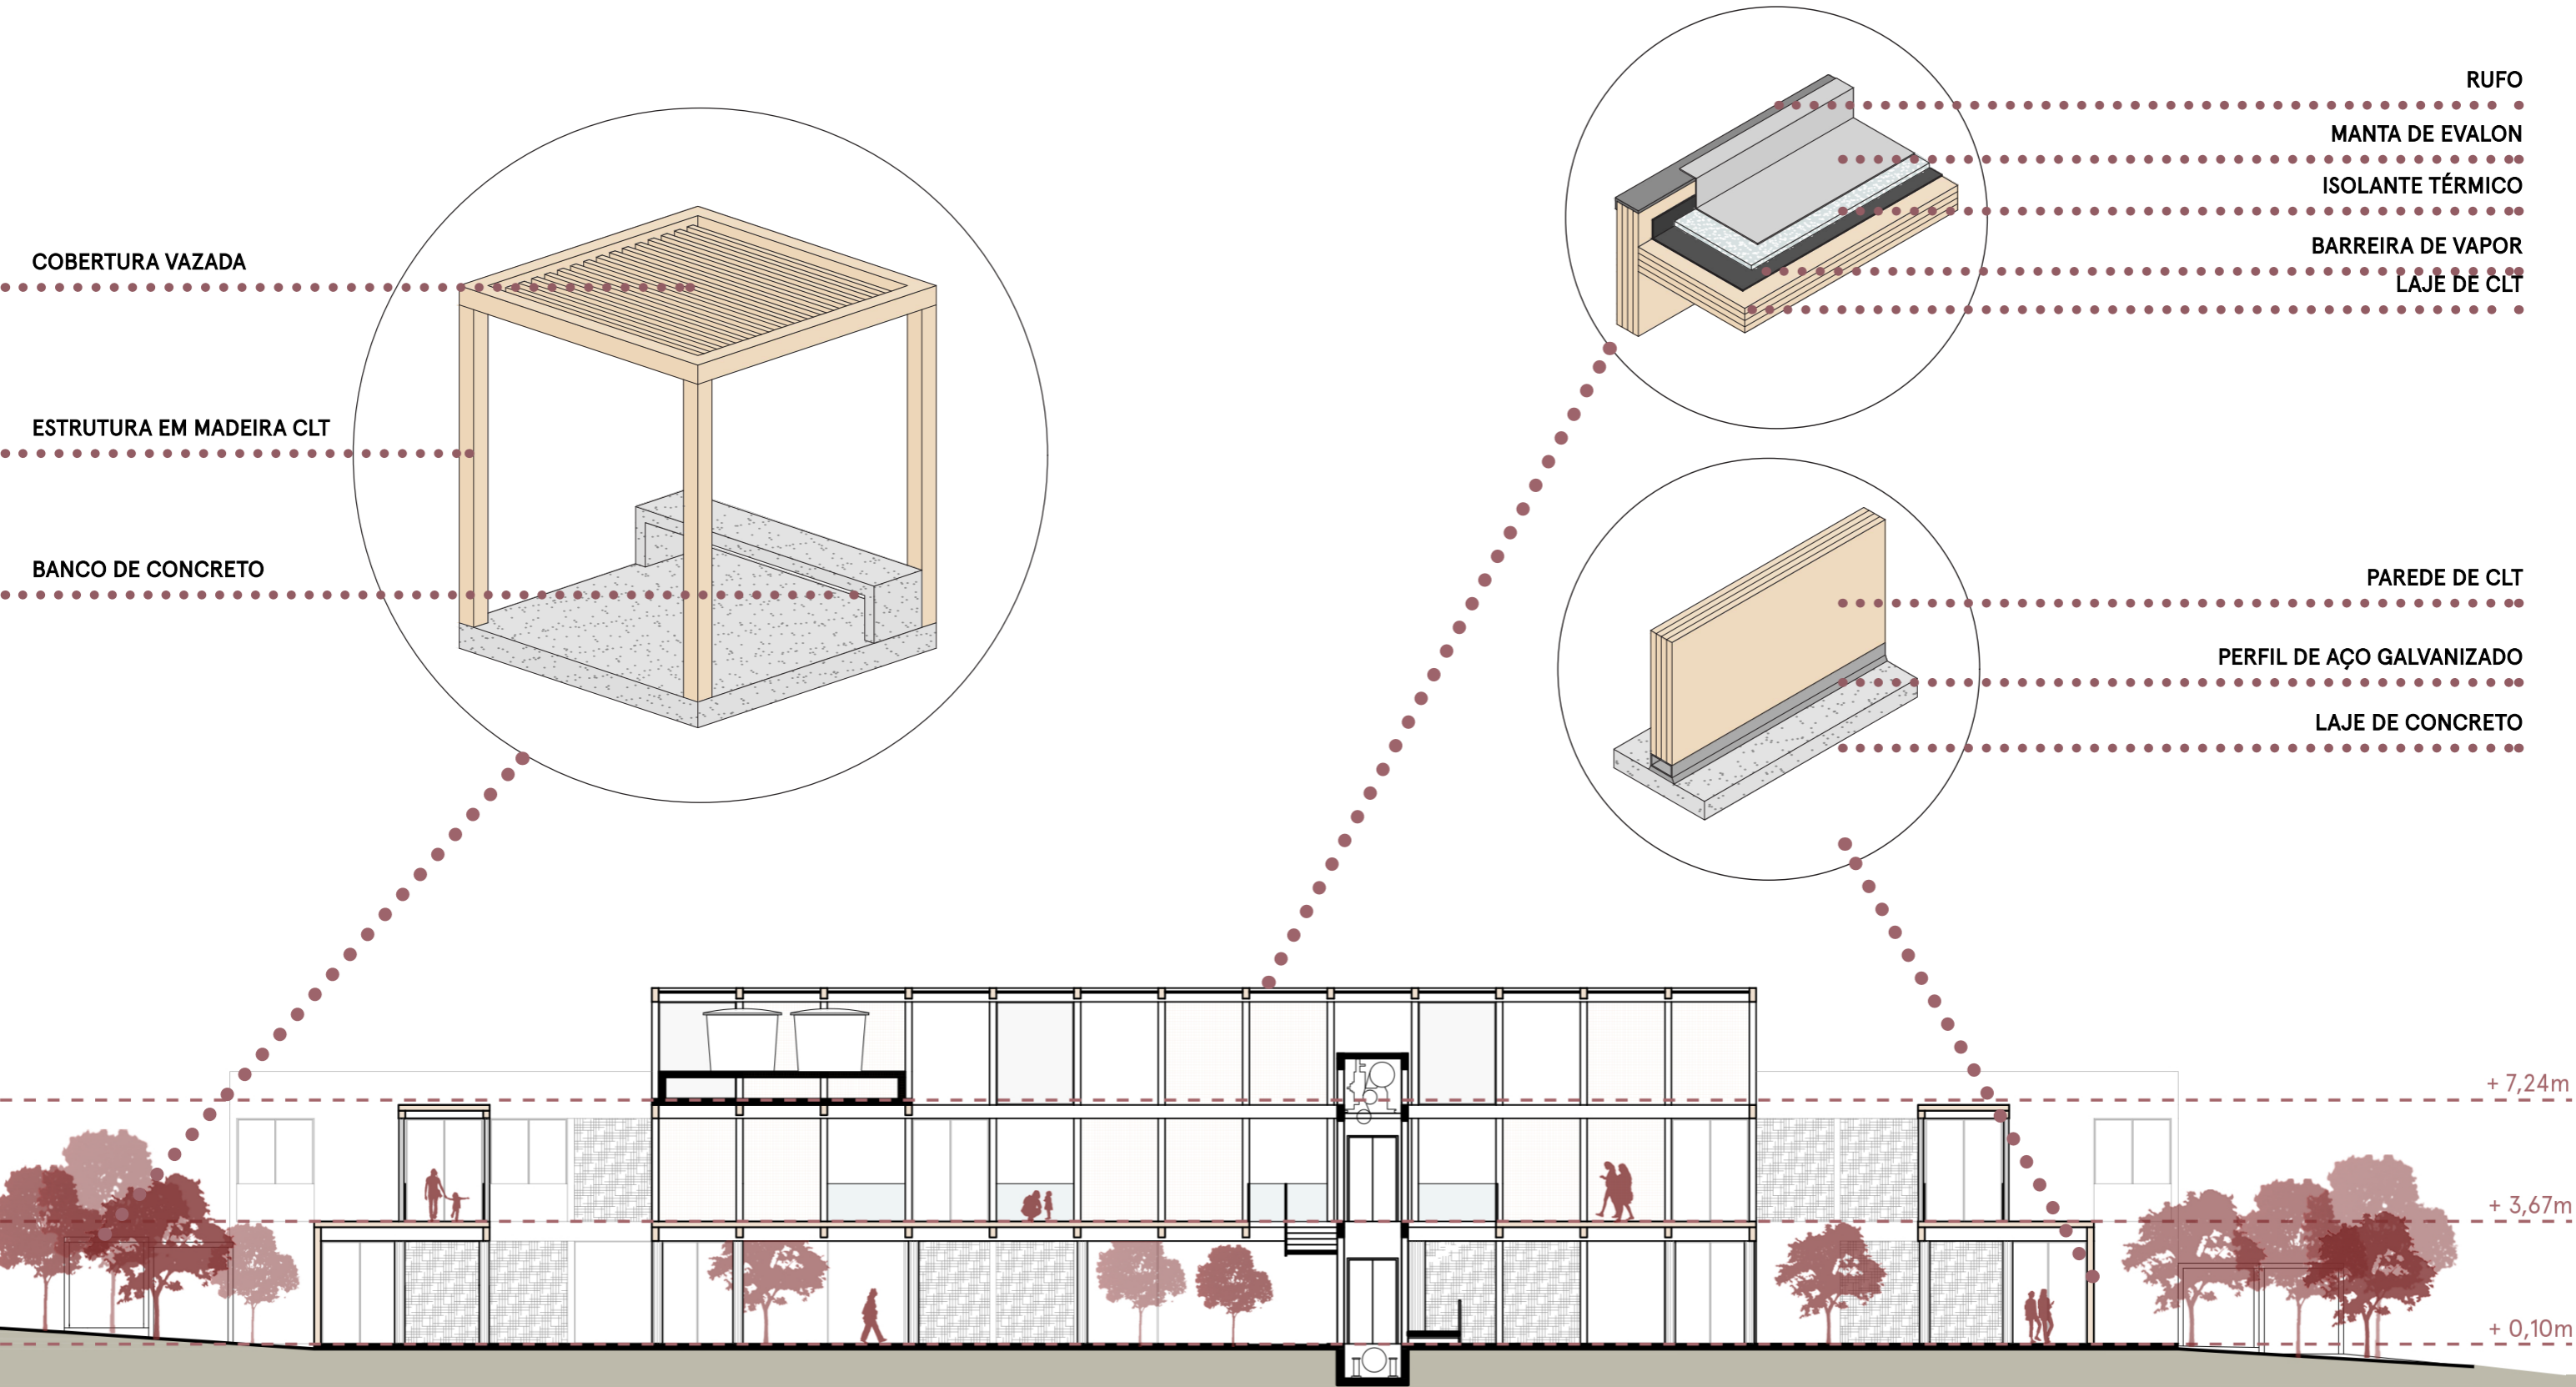 COBERTURA VAZADA
ESTRUTURA EM MADEIRA CLT
BANCO DE CONCRETO
RUFO
MANTA DE EVALON
ISOLANTE TÉRMICO
BARREIRA DE VAPOR
LAJE DE CLT
PAREDE DE CLT
PERFIL DE AÇO GALVANIZADO
LAJE DE CONCRETO
+ 7,24m
+ 3,67m
+ 0,10m